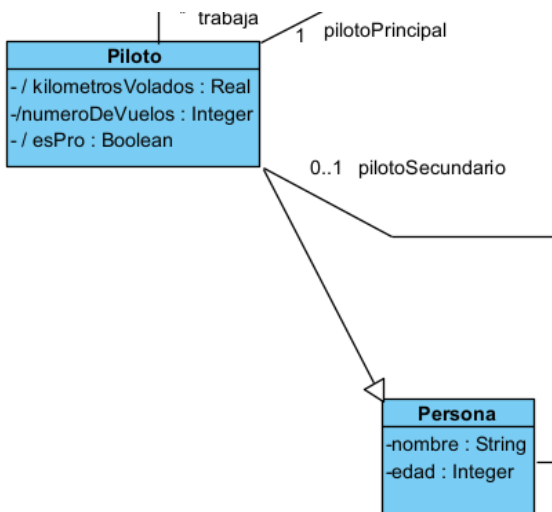 trabaja
1 pilotoPrincipal
Piloto
- / kilometrosVolados : Real
-/numeroDeVuelos : Integer
- / esPro : Boolean
0..1 pilotoSecundario
Persona
-nombre : String
-edad : Integer